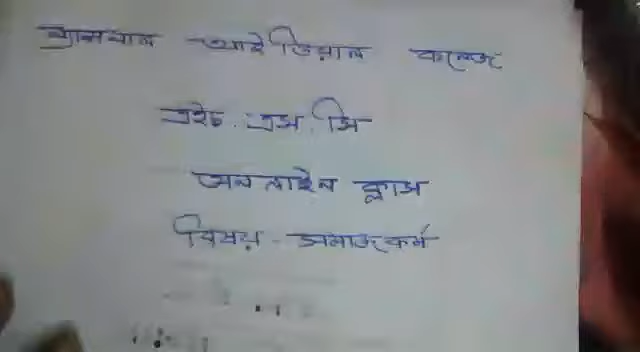 ন্যাশনাল আইডিয়াল কলেজ
এইচ. এস. সি
অনলাইন ক্লাস
বিষয় - সমাজকর্ম